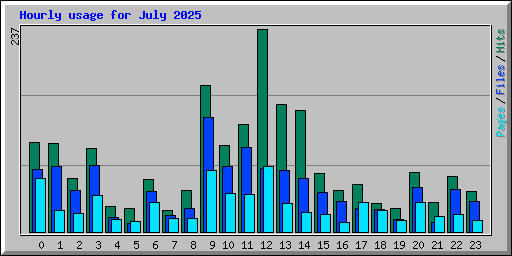 Hourly usage for July 2025
237
Pages / Files / Hits
0 1 2 3 4 5 6 7 8 9 10 11 12 13 14 15 16 17 18 19 20 21 22 23